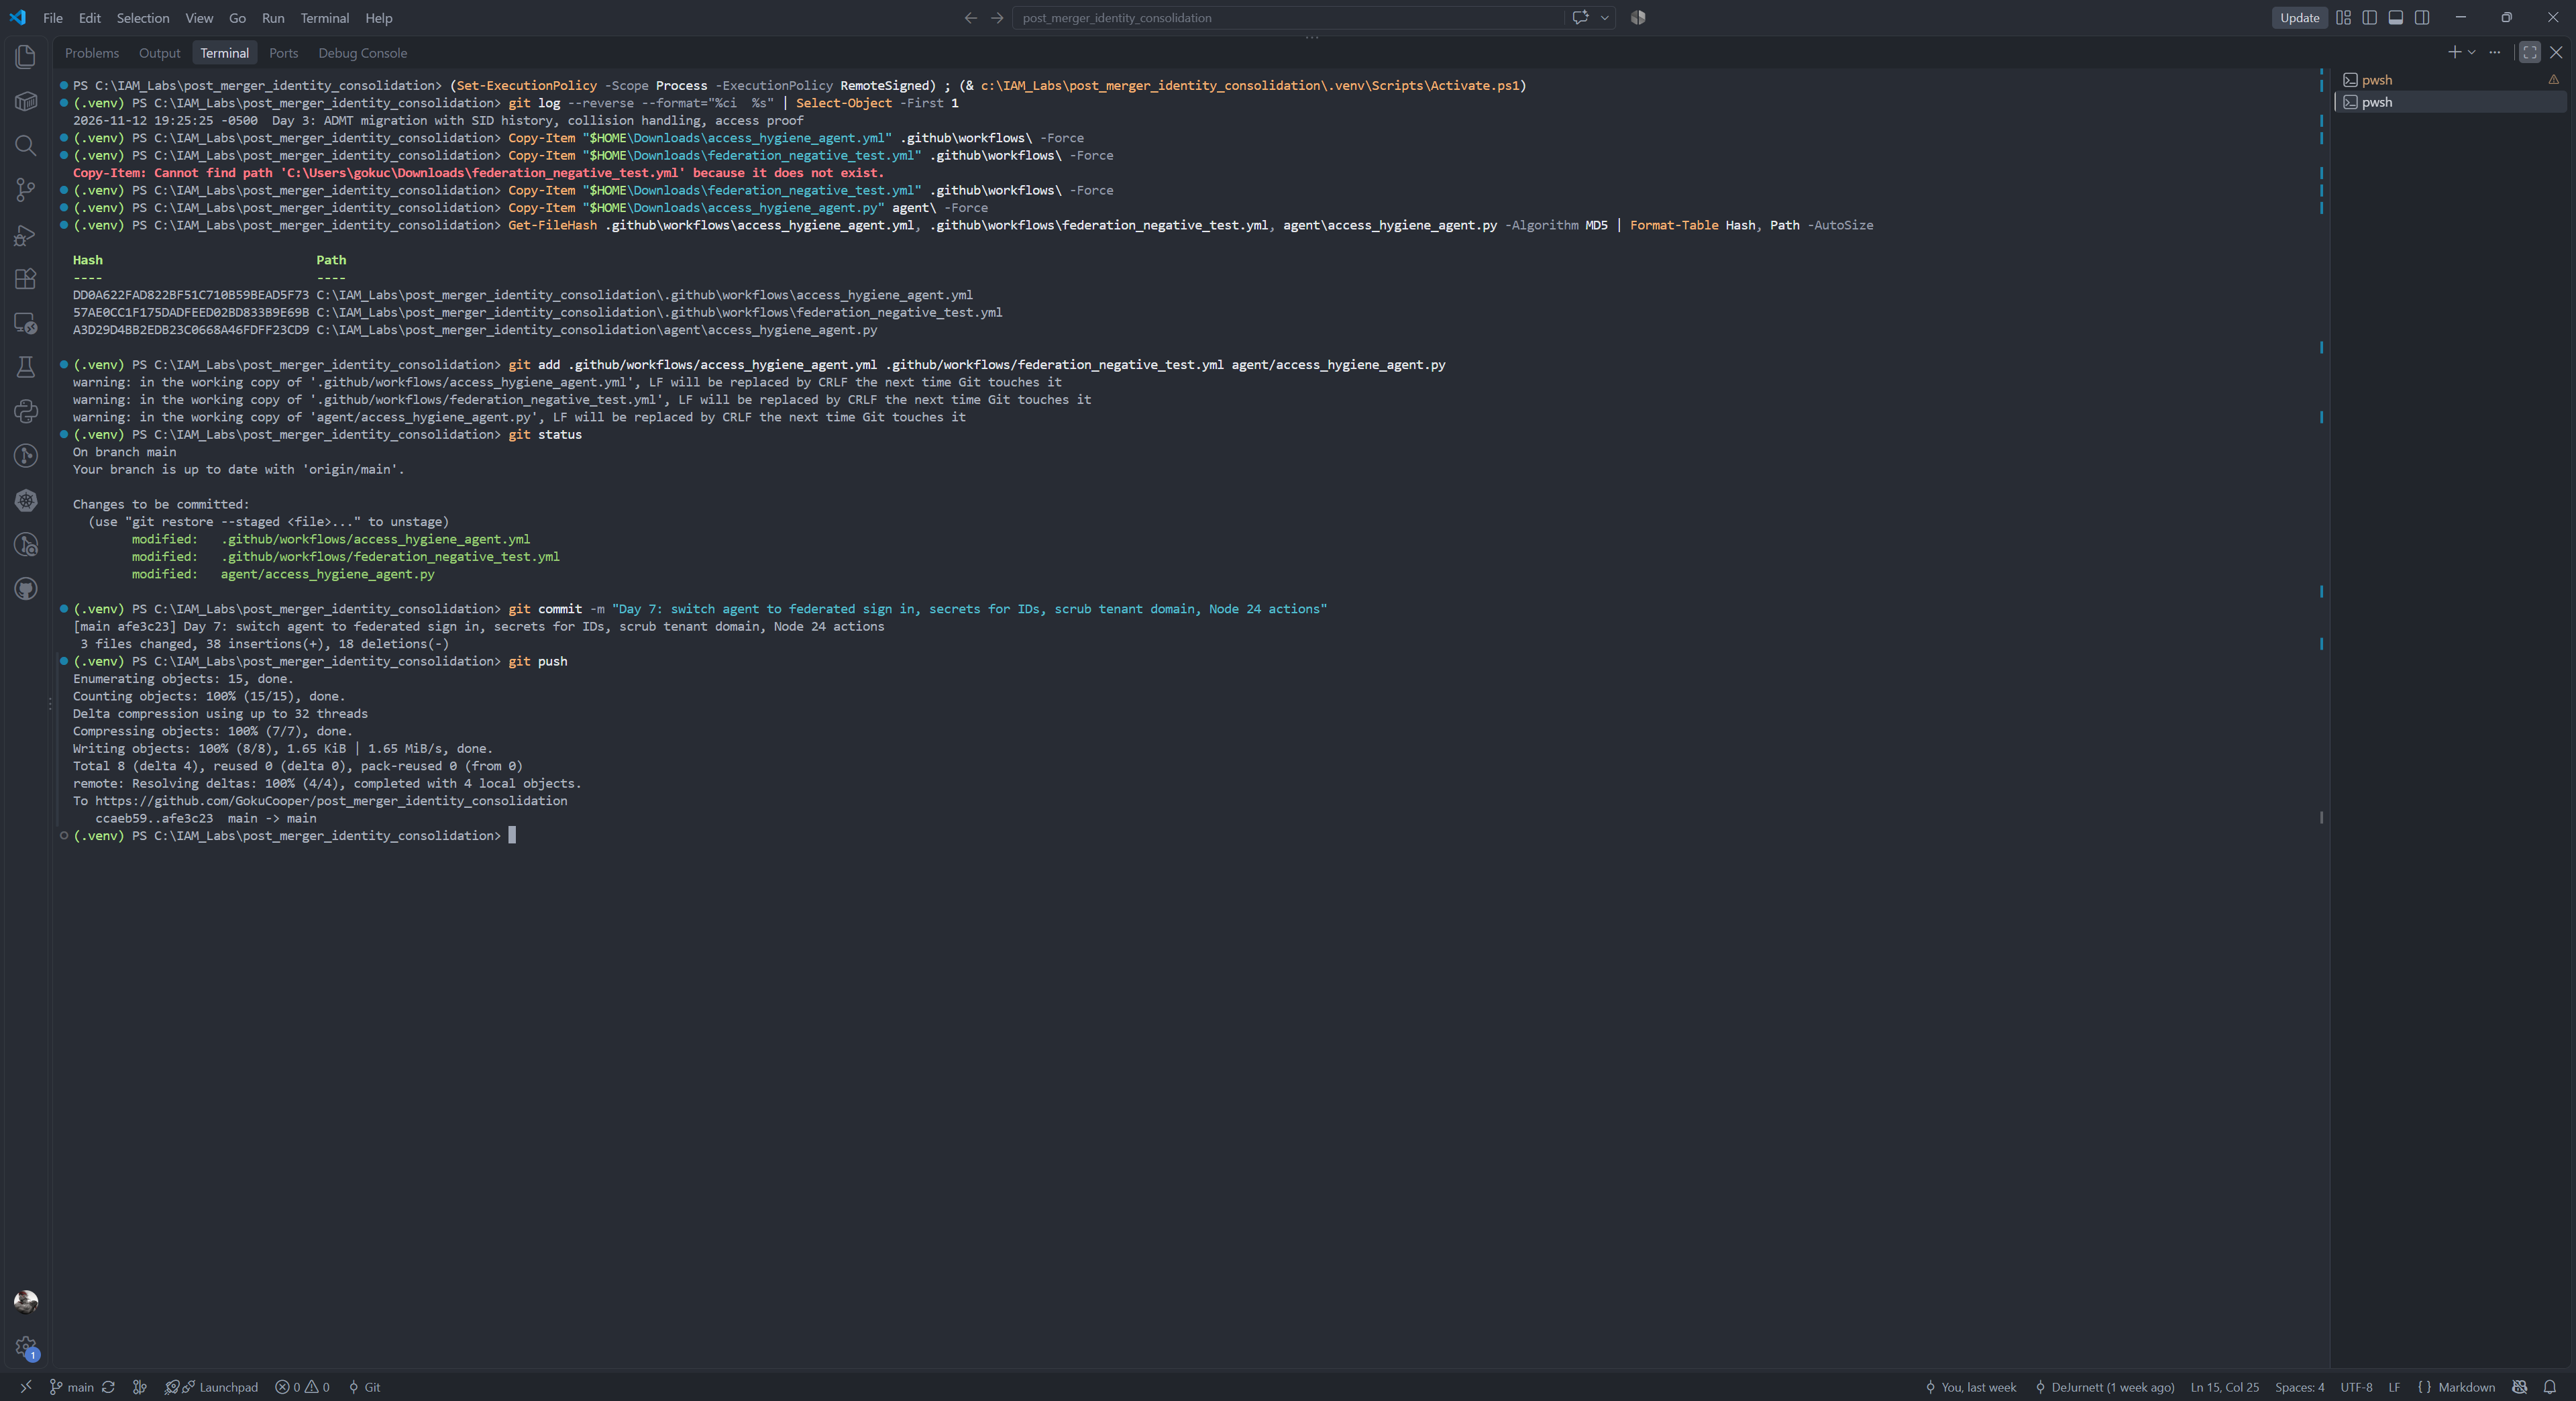 File Edit Selection View Go Run Terminal Help
post_merger_identity_consolidation
Update
Problems Output Terminal Ports Debug Console
PS C:\IAM_Labs\post_merger_identity_consolidation> (Set-ExecutionPolicy -Scope Process -ExecutionPolicy RemoteSigned) ; (& c:\IAM_Labs\post_merger_identity_consolidation\.venv\Scripts\Activate.ps1)
(.venv) PS C:\IAM_Labs\post_merger_identity_consolidation> git log --reverse --format="%ci  %s" | Select-Object -First 1
2026-11-12 19:25:25 -0500  Day 3: ADMT migration with SID history, collision handling, access proof
(.venv) PS C:\IAM_Labs\post_merger_identity_consolidation> Copy-Item "$HOME\Downloads\access_hygiene_agent.yml" .github\workflows\ -Force
(.venv) PS C:\IAM_Labs\post_merger_identity_consolidation> Copy-Item "$HOME\Downloads\federation_negative_test.yml" .github\workflows\ -Force
Copy-Item: Cannot find path 'C:\Users\gokuc\Downloads\federation_negative_test.yml' because it does not exist.
(.venv) PS C:\IAM_Labs\post_merger_identity_consolidation> Copy-Item "$HOME\Downloads\federation_negative_test.yml" .github\workflows\ -Force
(.venv) PS C:\IAM_Labs\post_merger_identity_consolidation> Copy-Item "$HOME\Downloads\access_hygiene_agent.py" agent\ -Force
(.venv) PS C:\IAM_Labs\post_merger_identity_consolidation> Get-FileHash .github\workflows\access_hygiene_agent.yml, .github\workflows\federation_negative_test.yml, agent\access_hygiene_agent.py -Algorithm MD5 | Format-Table Hash, Path -AutoSize
Hash Path
---- ----
DD0A622FAD822BF51C710B59BEAD5F73 C:\IAM_Labs\post_merger_identity_consolidation\.github\workflows\access_hygiene_agent.yml
57AE0CC1F175DADFEED02BD833B9E69B C:\IAM_Labs\post_merger_identity_consolidation\.github\workflows\federation_negative_test.yml
A3D29D4BB2EDB23C0668A46FDFF23CD9 C:\IAM_Labs\post_merger_identity_consolidation\agent\access_hygiene_agent.py
(.venv) PS C:\IAM_Labs\post_merger_identity_consolidation> git add .github/workflows/access_hygiene_agent.yml .github/workflows/federation_negative_test.yml agent/access_hygiene_agent.py
warning: in the working copy of '.github/workflows/access_hygiene_agent.yml', LF will be replaced by CRLF the next time Git touches it
warning: in the working copy of '.github/workflows/federation_negative_test.yml', LF will be replaced by CRLF the next time Git touches it
warning: in the working copy of 'agent/access_hygiene_agent.py', LF will be replaced by CRLF the next time Git touches it
(.venv) PS C:\IAM_Labs\post_merger_identity_consolidation> git status
On branch main
Your branch is up to date with 'origin/main'.
Changes to be committed:
(use "git restore --staged <file>..." to unstage)
modified:   .github/workflows/access_hygiene_agent.yml
modified:   .github/workflows/federation_negative_test.yml
modified:   agent/access_hygiene_agent.py
(.venv) PS C:\IAM_Labs\post_merger_identity_consolidation> git commit -m "Day 7: switch agent to federated sign in, secrets for IDs, scrub tenant domain, Node 24 actions"
[main afe3c23] Day 7: switch agent to federated sign in, secrets for IDs, scrub tenant domain, Node 24 actions
3 files changed, 38 insertions(+), 18 deletions(-)
(.venv) PS C:\IAM_Labs\post_merger_identity_consolidation> git push
Enumerating objects: 15, done.
Counting objects: 100% (15/15), done.
Delta compression using up to 32 threads
Compressing objects: 100% (7/7), done.
Writing objects: 100% (8/8), 1.65 KiB | 1.65 MiB/s, done.
Total 8 (delta 4), reused 0 (delta 0), pack-reused 0 (from 0)
remote: Resolving deltas: 100% (4/4), completed with 4 local objects.
To https://github.com/GokuCooper/post_merger_identity_consolidation
ccaeb59..afe3c23  main -> main
(.venv) PS C:\IAM_Labs\post_merger_identity_consolidation>
pwsh
pwsh
1
main Launchpad 0 0 Git
You, last week DeJurnett (1 week ago) Ln 15, Col 25 Spaces: 4 UTF-8 LF { } Markdown